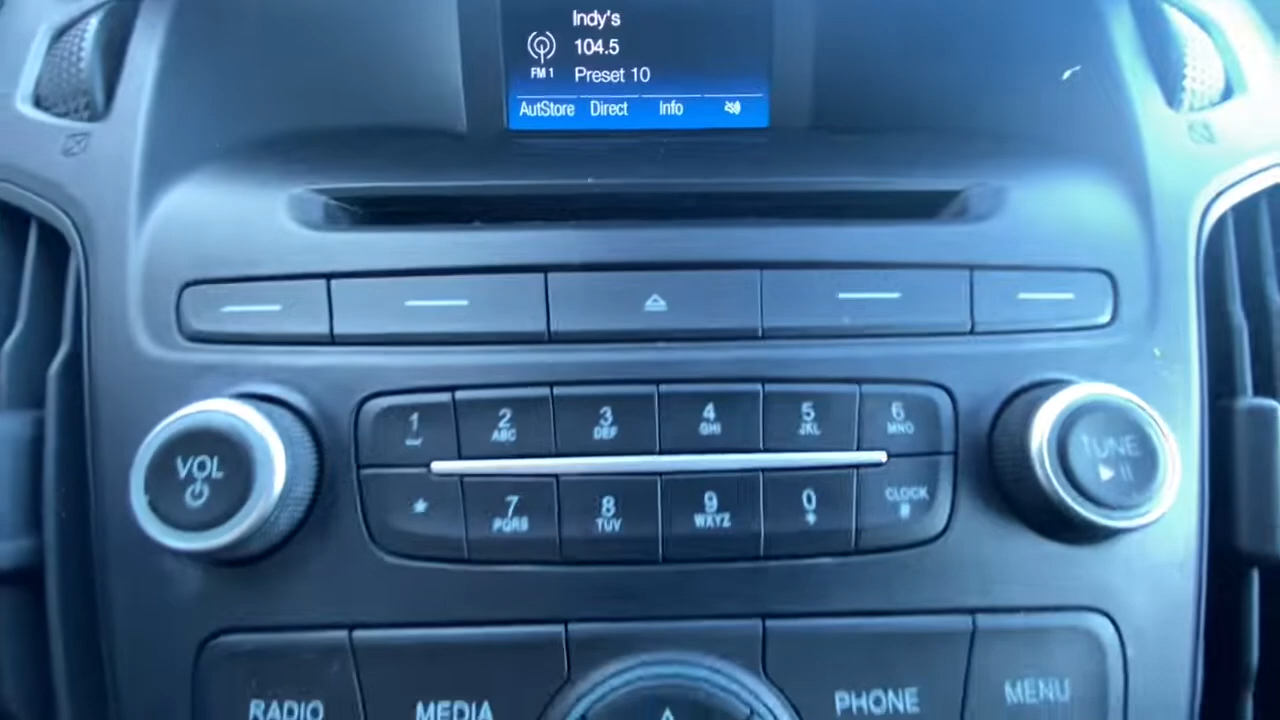 Indy's
104.5
FM 1
Preset 10
AutStore Direct Info
1 2 3 4 5 6
ABC DEF GHI JKL MNO
VOL
TUNE
* 7 8 9 0 CLOCK
PQRS TUV WXYZ + #
RADIO MEDIA PHONE MENU